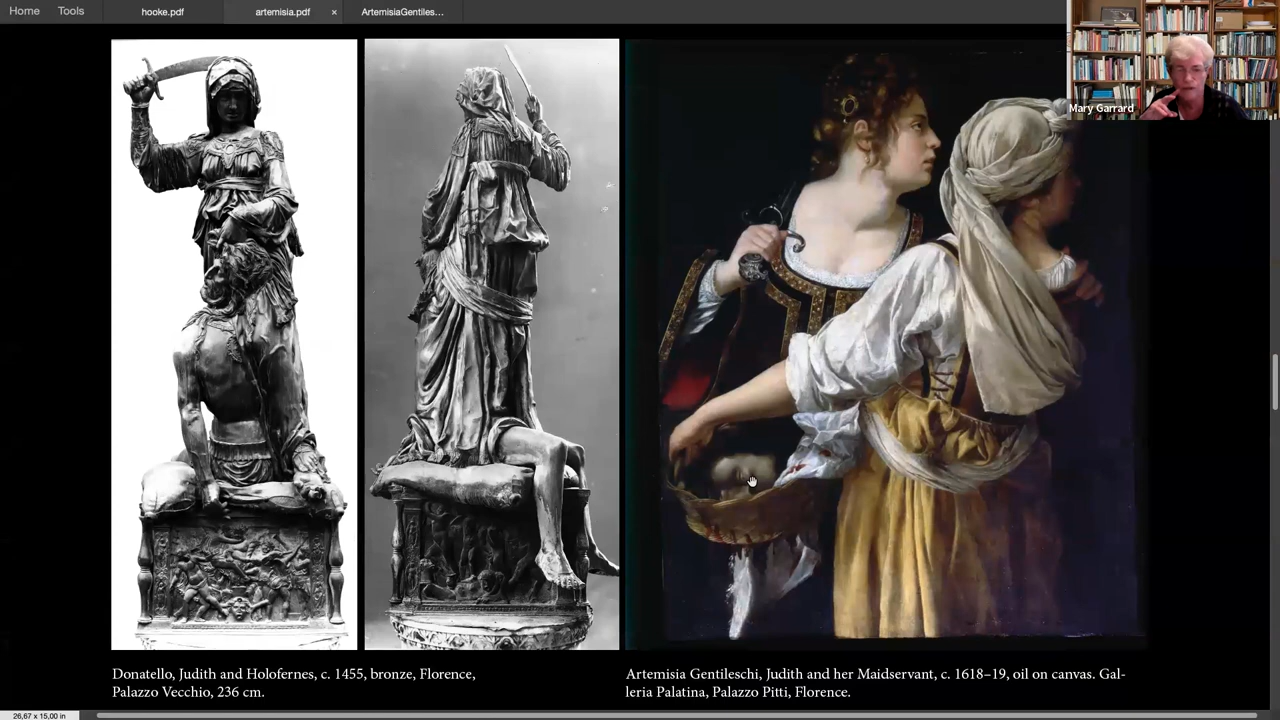 Home Tools hooke.pdf artemisia.pdf × ArtemisiaGentiles...
Mary Garrard
Donatello, Judith and Holofernes, c. 1455, bronze, Florence,
Palazzo Vecchio, 236 cm.
Artemisia Gentileschi, Judith and her Maidservant, c. 1618–19, oil on canvas. Gal-
leria Palatina, Palazzo Pitti, Florence.
26,67 x 15,00 in